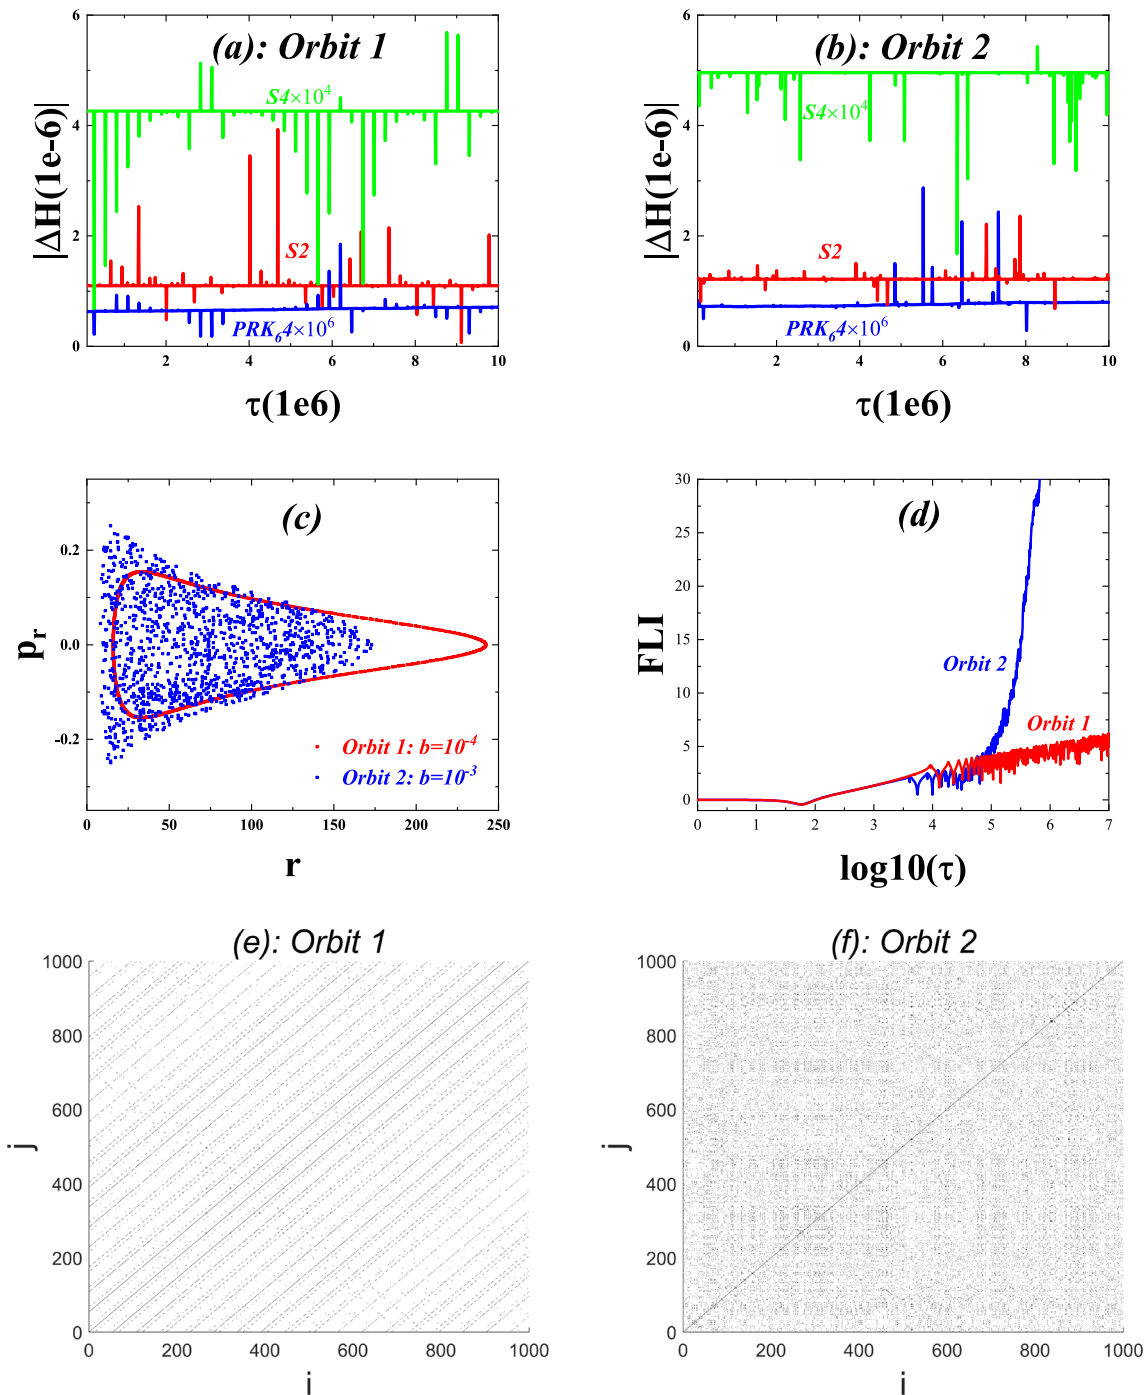 (a): Orbit 1
|ΔH(1e-6)|
6
4
2
0
S4×10⁴
S2
PRK₆4×10⁶
2 4 6 8 10
τ(1e6)
(b): Orbit 2
|ΔH(1e-6)|
6
4
2
0
S4×10⁴
S2
PRK₆4×10⁶
2 4 6 8 10
τ(1e6)
(c)
pᵣ
0.2
0.0
-0.2
Orbit 1: b=10⁻⁴
Orbit 2: b=10⁻³
0 50 100 150 200 250
r
(d)
FLI
30
25
20
15
10
5
0
Orbit 2
Orbit 1
0 1 2 3 4 5 6 7
log10(τ)
(e): Orbit 1
j
1000
800
600
400
200
0
0 200 400 600 800 1000
i
(f): Orbit 2
j
1000
800
600
400
200
0
0 200 400 600 800 1000
i